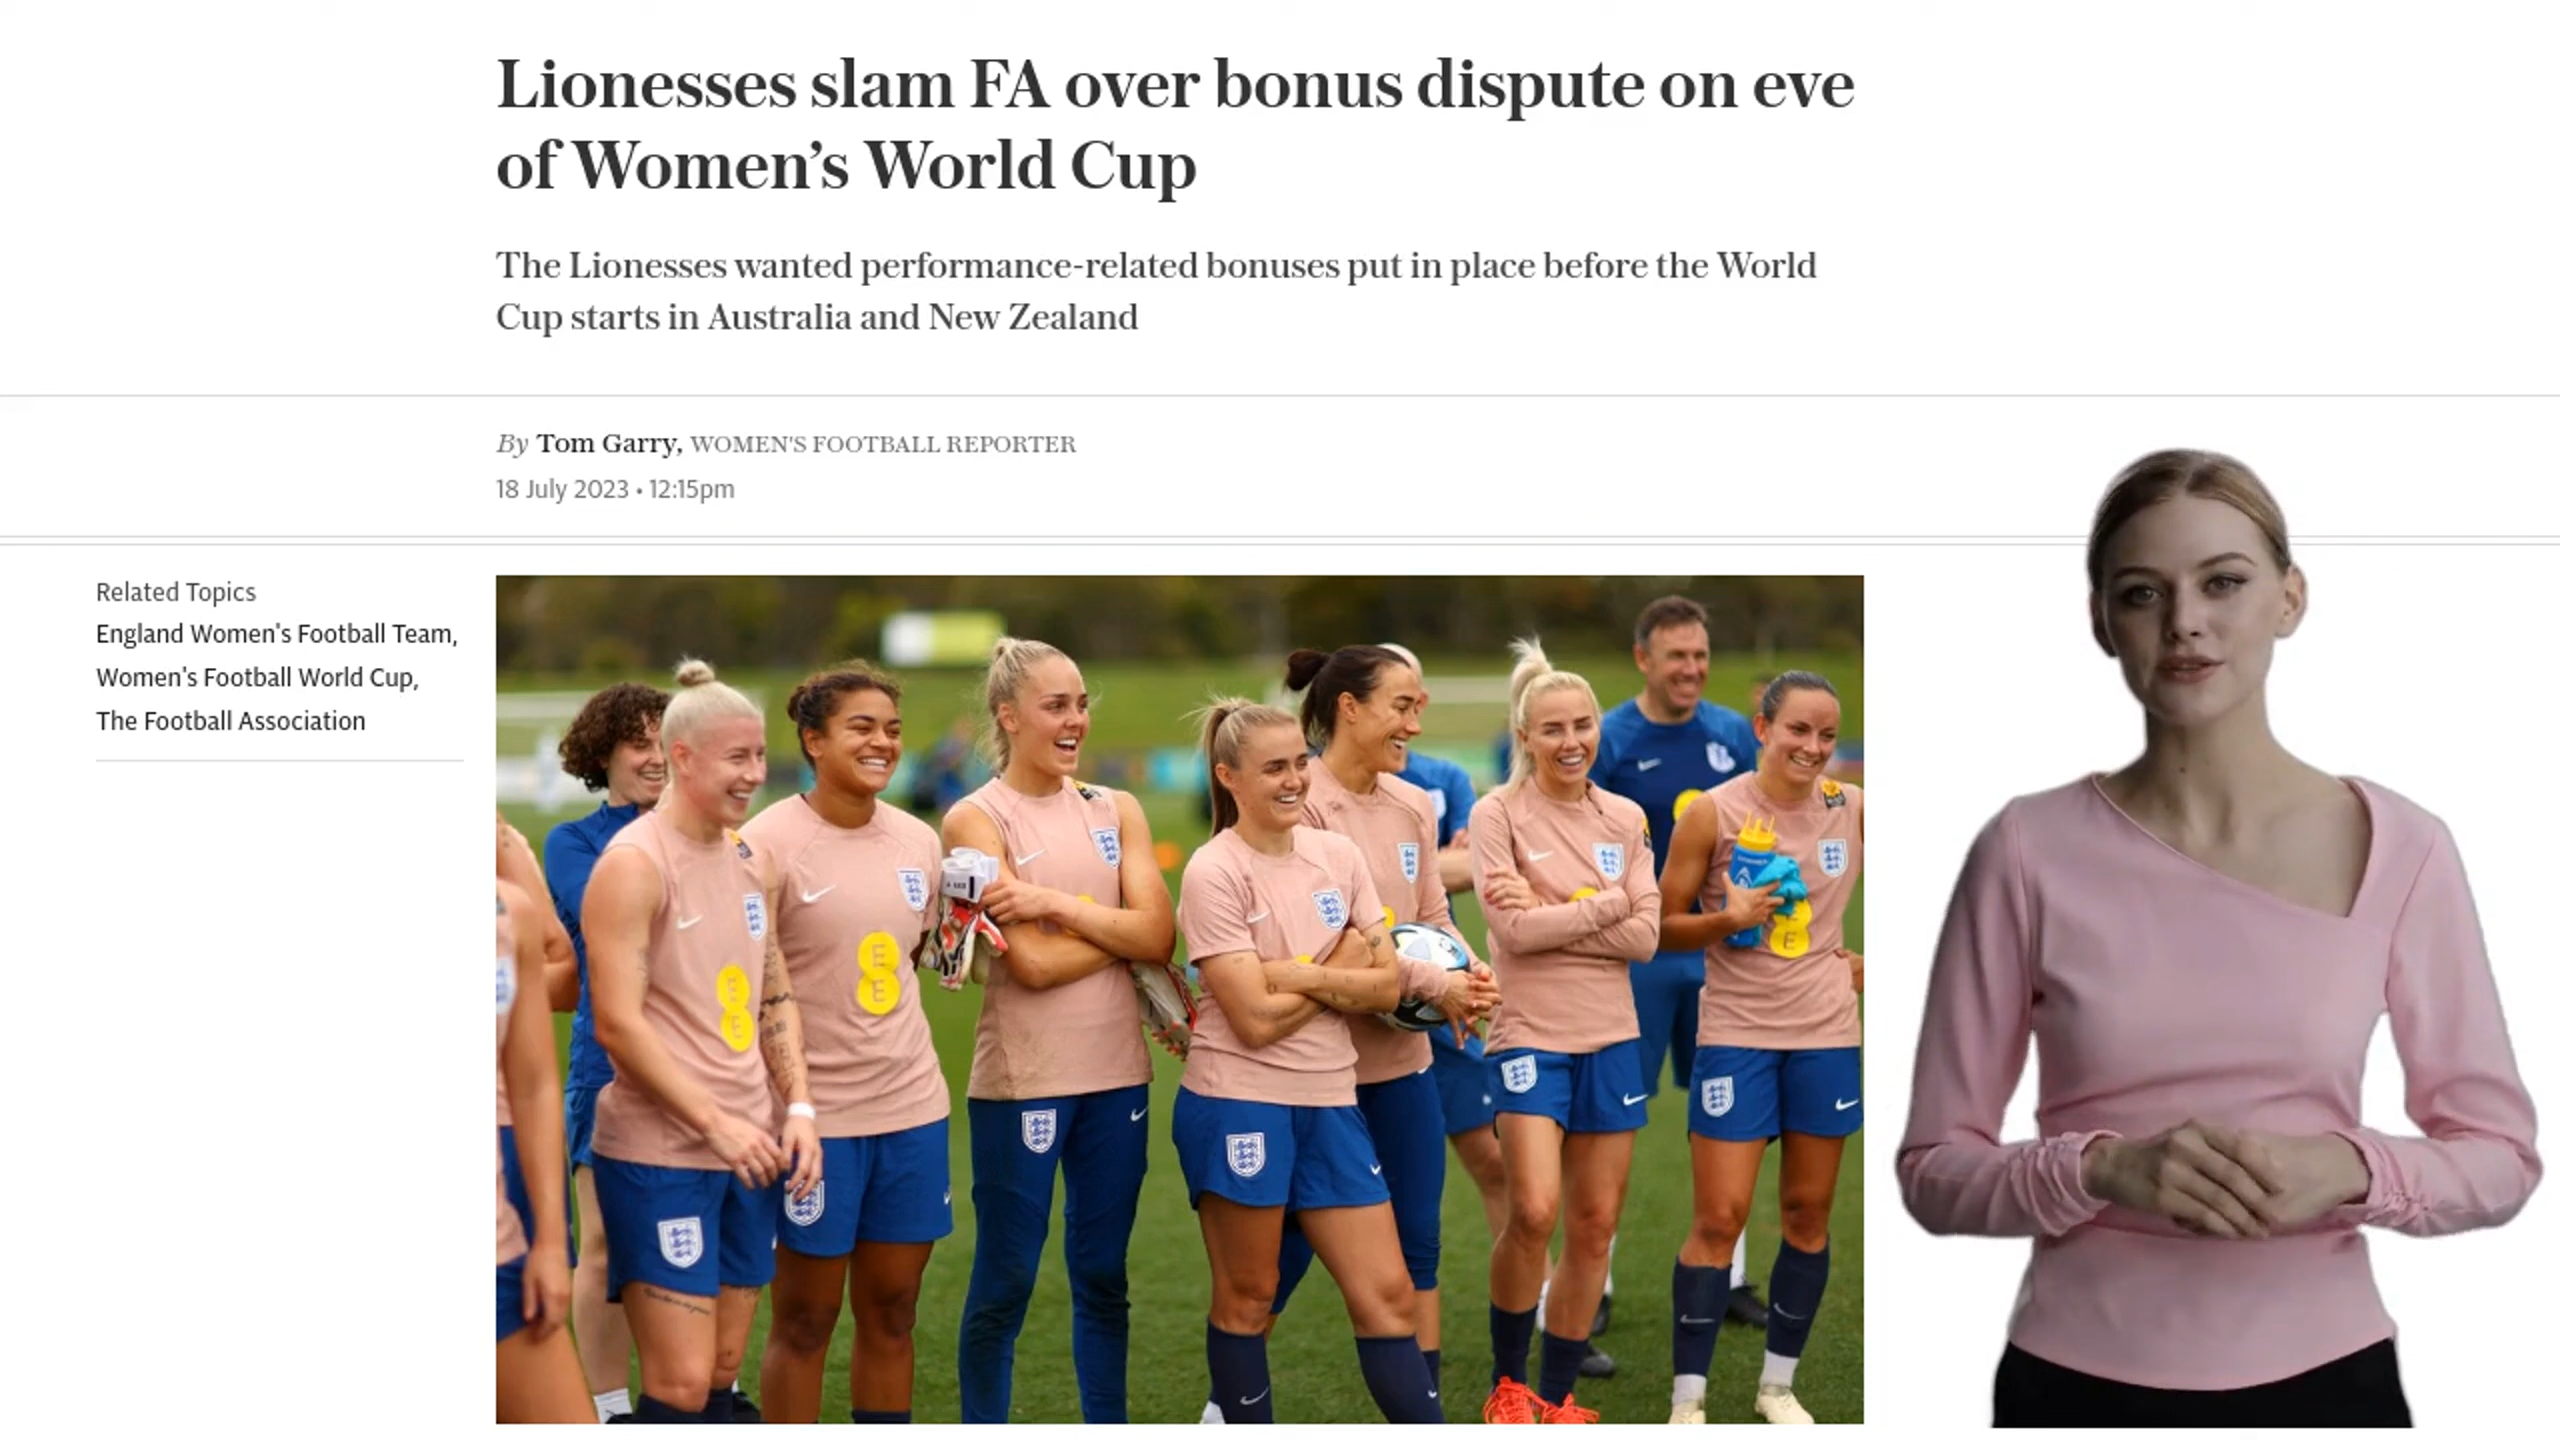 Lionesses slam FA over bonus dispute on eve
of Women’s World Cup
The Lionesses wanted performance-related bonuses put in place before the World
Cup starts in Australia and New Zealand
By Tom Garry, WOMEN'S FOOTBALL REPORTER
18 July 2023 • 12:15pm
Related Topics
England Women's Football Team,
Women's Football World Cup,
The Football Association
EE
EE
E